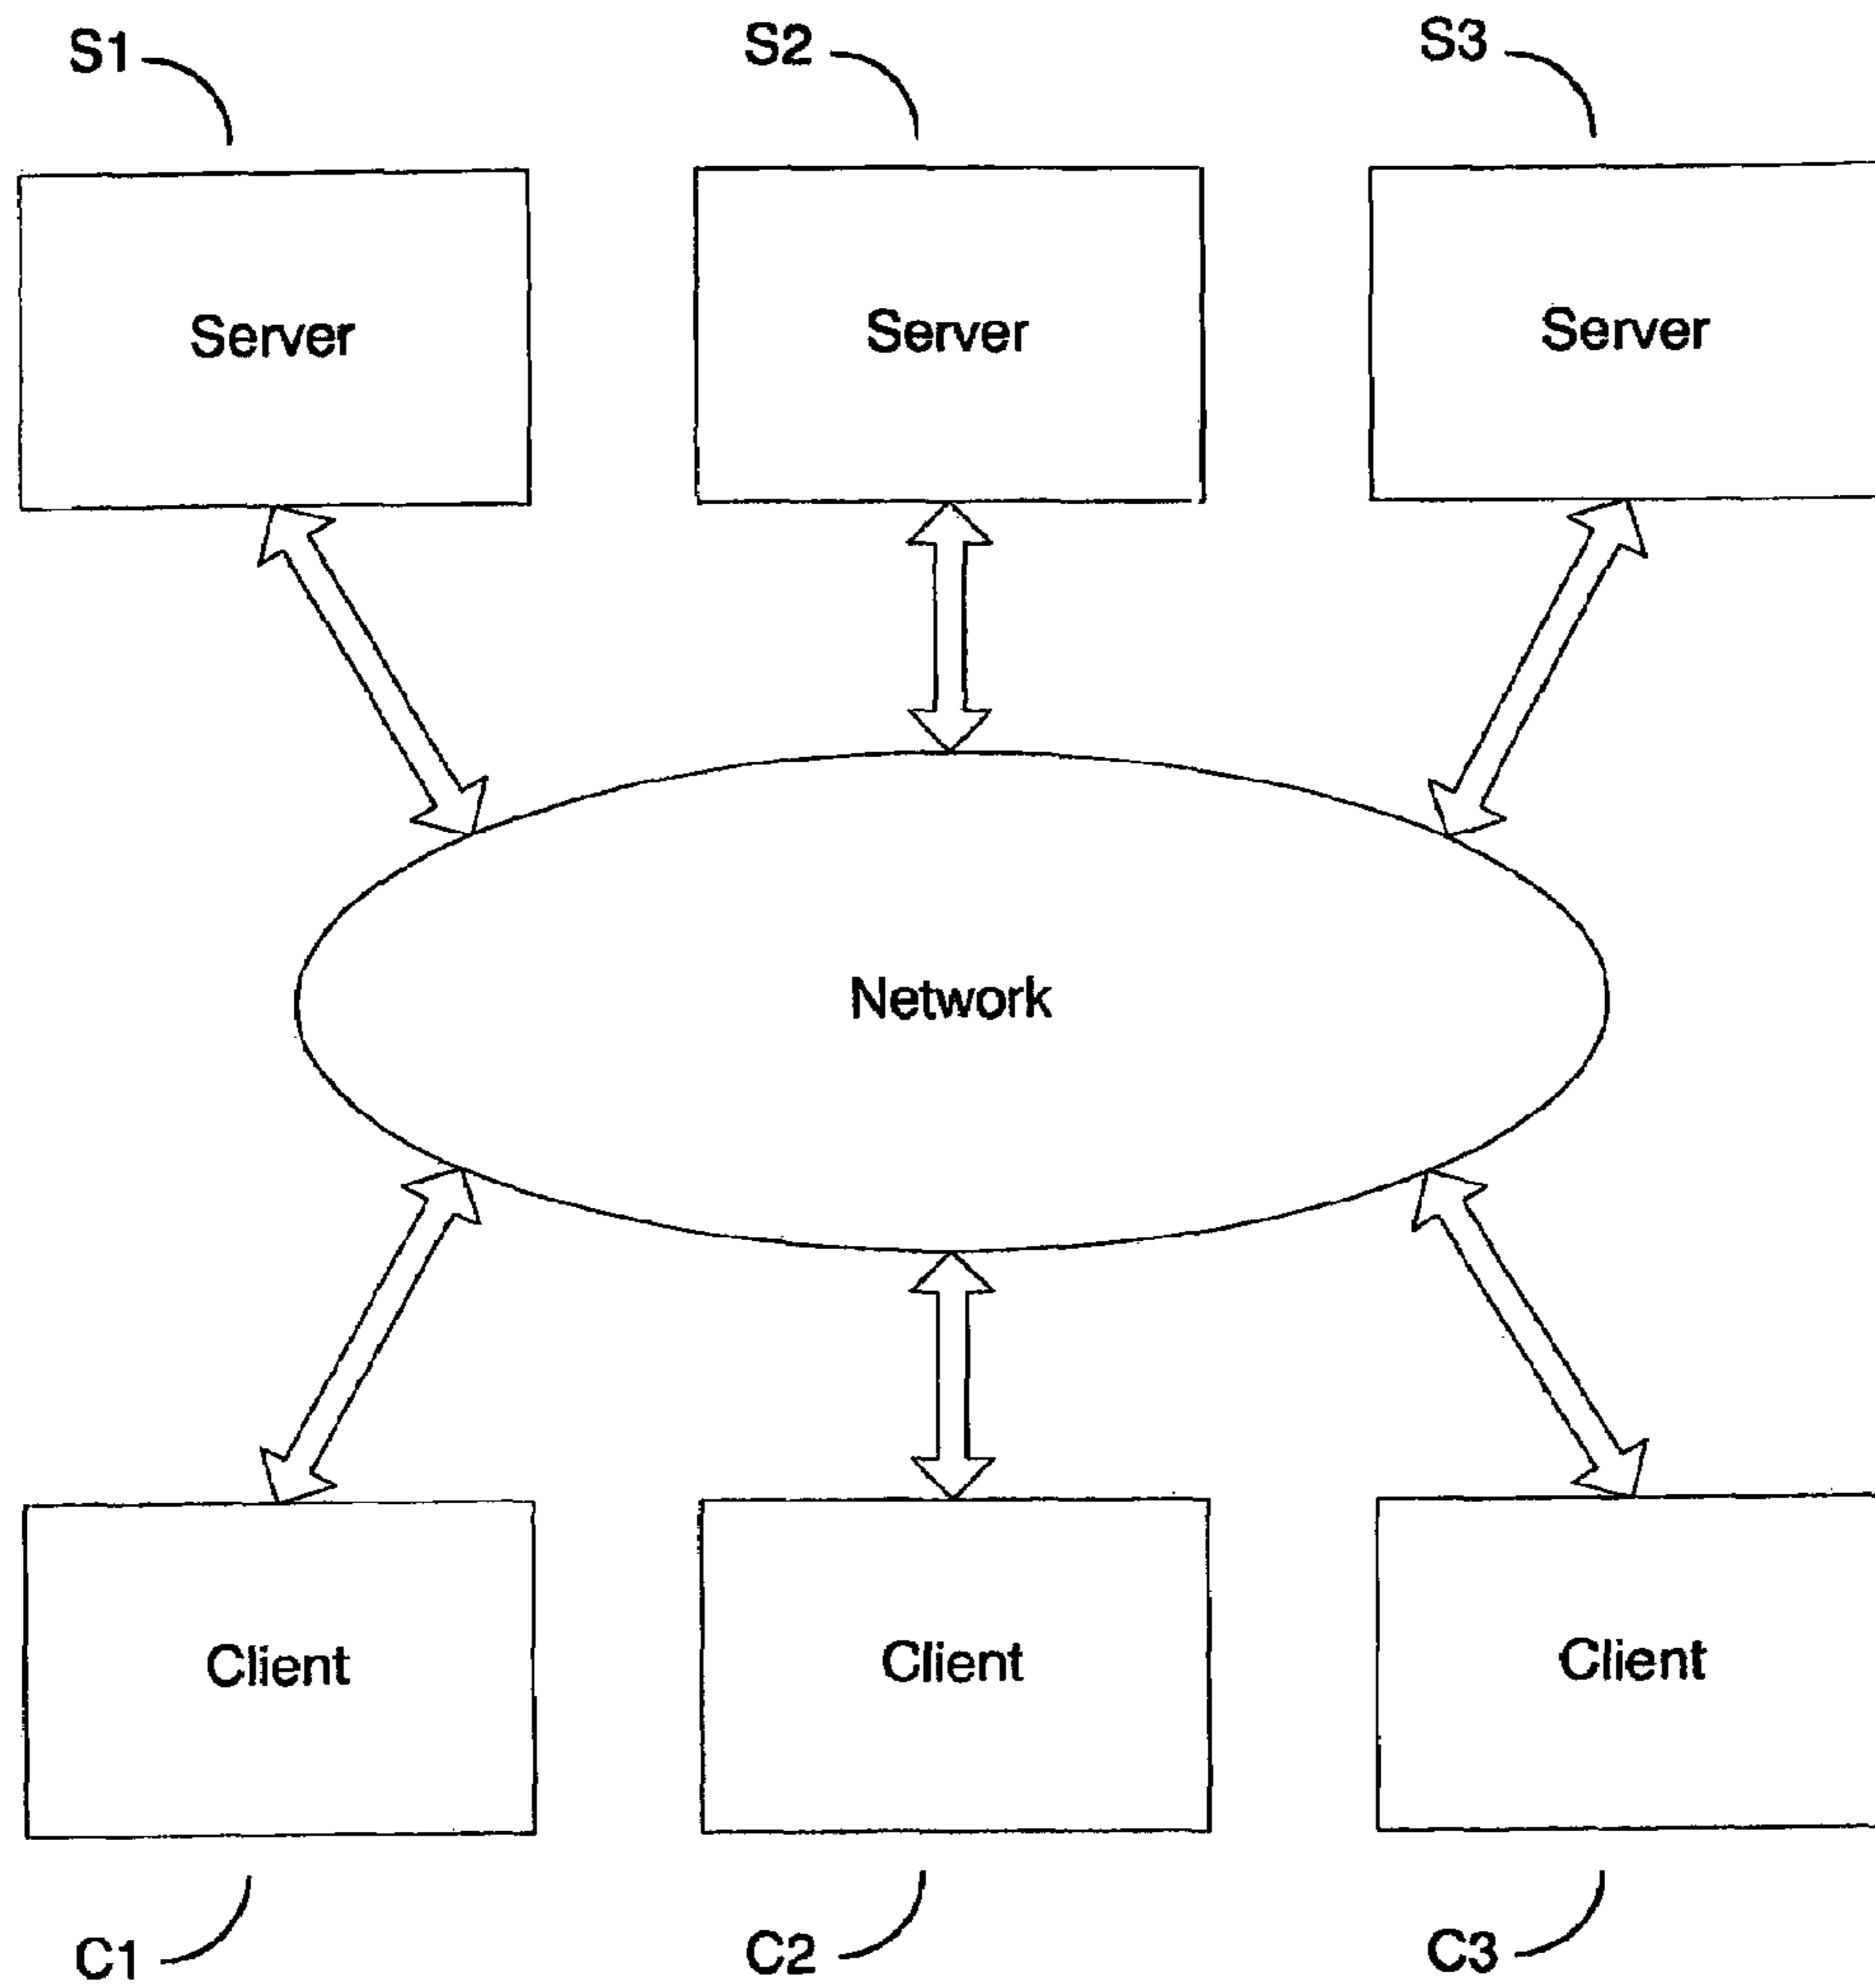 S1
S2
S3
Server
Server
Server
Network
Client
Client
Client
C1
C2
C3